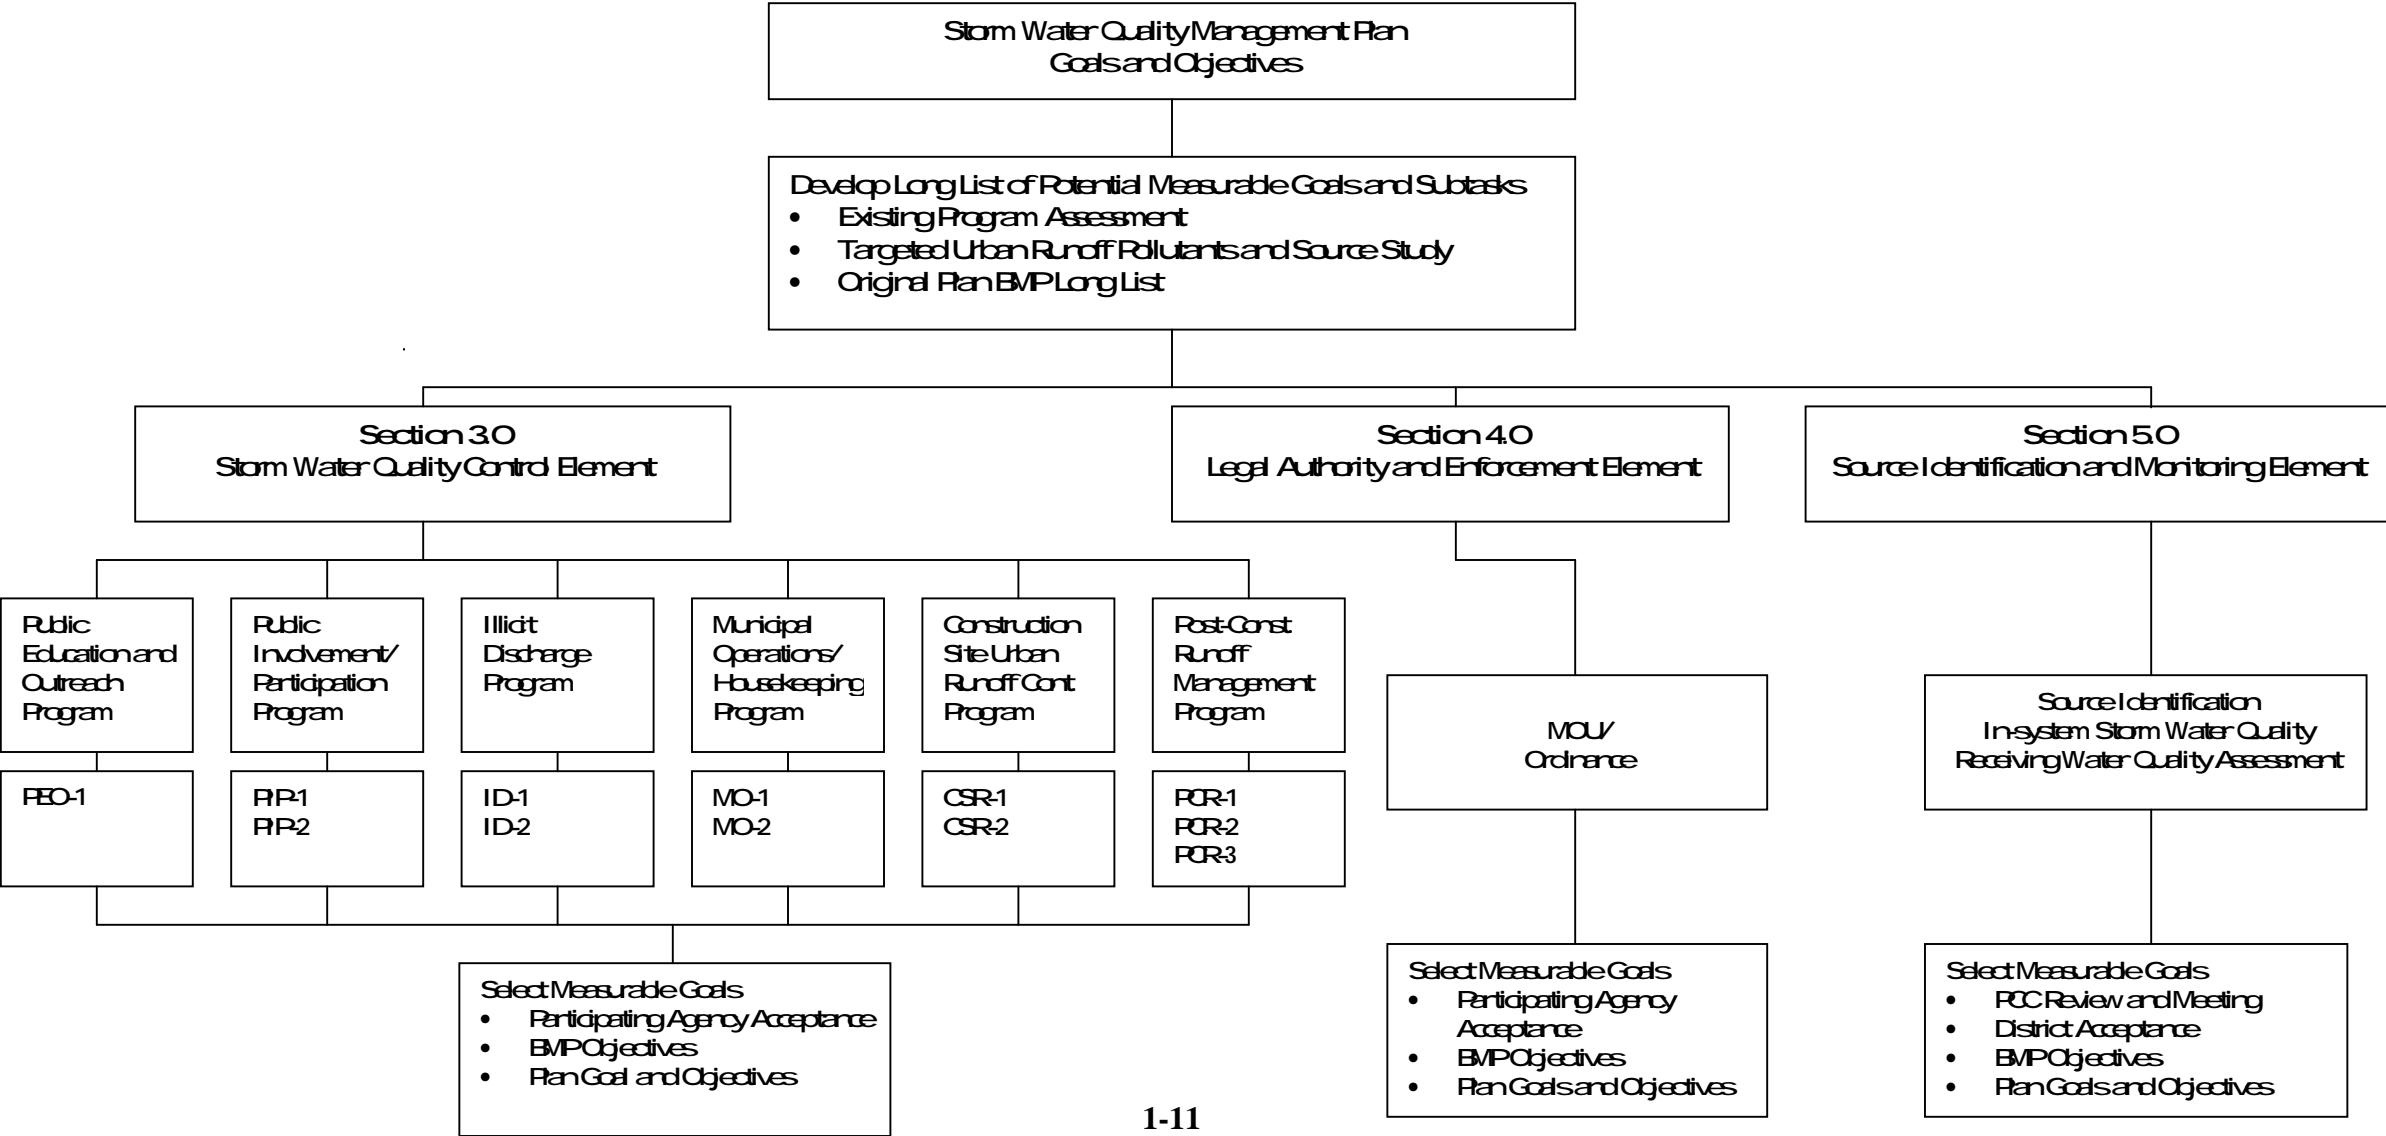 Storm Water Quality Management Plan
Goals and Objectives
Develop Long List of Potential Measurable Goals and Subtasks
• Existing Program Assessment
• Targeted Urban Runoff Pollutants and Source Study
• Original Plan BMP Long List
Section 3.0
Storm Water Quality Control Element
Section 4.0
Legal Authority and Enforcement Element
Section 5.0
Source Identification and Monitoring Element
Public
Education and
Outreach
Program
Public
Involvement/
Participation
Program
Illicit
Discharge
Program
Municipal
Operations/
Housekeeping
Program
Construction
Site Urban
Runoff Cont.
Program
Post-Const
Runoff
Management
Program
MOU/
Ordinance
Source Identification
In-system Storm Water Quality
Receiving Water Quality Assessment
PEO-1
PIP-1
PIP-2
ID-1
ID-2
MO-1
MO-2
CSR-1
CSR-2
PCR-1
PCR-2
PCR-3
Select Measurable Goals
• Participating Agency Acceptance
• BMP Objectives
• Plan Goal and Objectives
Select Measurable Goals
• Participating Agency
Acceptance
• BMP Objectives
• Plan Goals and Objectives
Select Measurable Goals
• PCC Review and Meeting
• District Acceptance
• BMP Objectives
• Plan Goals and Objectives
1-11